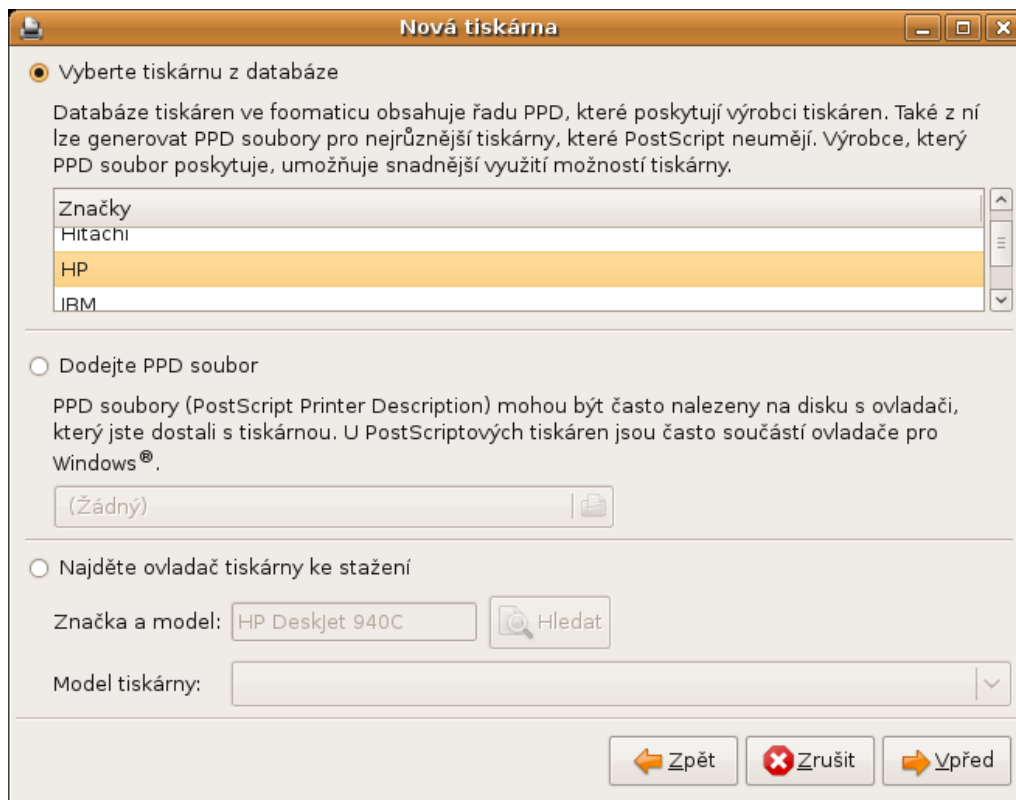 Nová tiskárna
Vyberte tiskárnu z databáze
Databáze tiskáren ve foomaticu obsahuje řadu PPD, které poskytují výrobci tiskáren. Také z ní
lze generovat PPD soubory pro nejrůznější tiskárny, které PostScript neumějí. Výrobce, který
PPD soubor poskytuje, umožňuje snadnější využití možností tiskárny.
Značky
Hitachi
HP
IBM
Dodejte PPD soubor
PPD soubory (PostScript Printer Description) mohou být často nalezeny na disku s ovladači,
který jste dostali s tiskárnou. U PostScriptových tiskáren jsou často součástí ovladače pro
Windows®.
(Žádný)
Najděte ovladač tiskárny ke stažení
Značka a model: HP DeskJet 940C Hledat
Model tiskárny:
Zpět Zrušit Vpřed